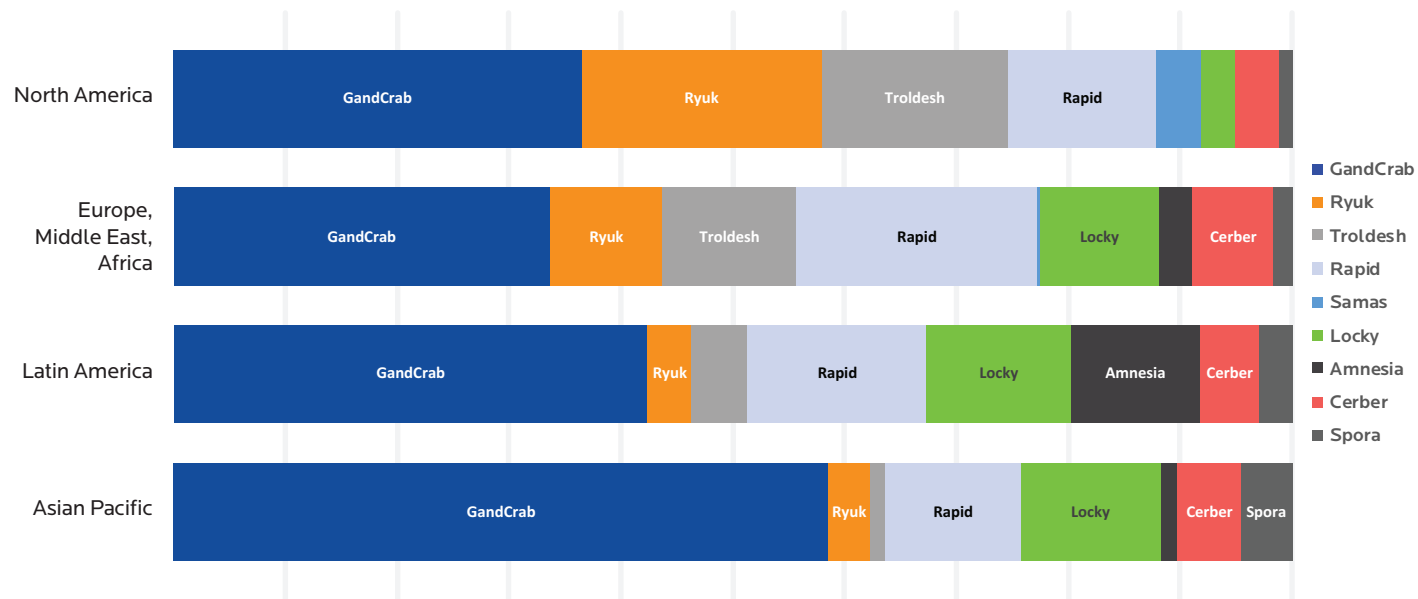 North America
GandCrab
Ryuk
Troldesh
Rapid
Europe,
Middle East,
Africa
GandCrab
Ryuk
Troldesh
Rapid
Locky
Cerber
Latin America
GandCrab
Ryuk
Rapid
Locky
Amnesia
Cerber
Asian Pacific
GandCrab
Ryuk
Rapid
Locky
Cerber
Spora
GandCrab
Ryuk
Troldesh
Rapid
Samas
Locky
Amnesia
Cerber
Spora